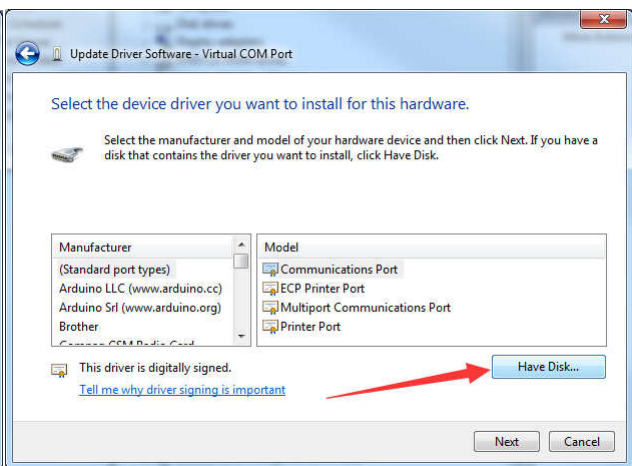 Update Driver Software - Virtual COM Port
Select the device driver you want to install for this hardware.
Select the manufacturer and model of your hardware device and then click Next. If you have a
disk that contains the driver you want to install, click Have Disk.
Manufacturer
(Standard port types)
Arduino LLC (www.arduino.cc)
Arduino Srl (www.arduino.org)
Brother
Model
Communications Port
ECP Printer Port
Multiport Communications Port
Printer Port
This driver is digitally signed.
Tell me why driver signing is important
Have Disk...
Next
Cancel